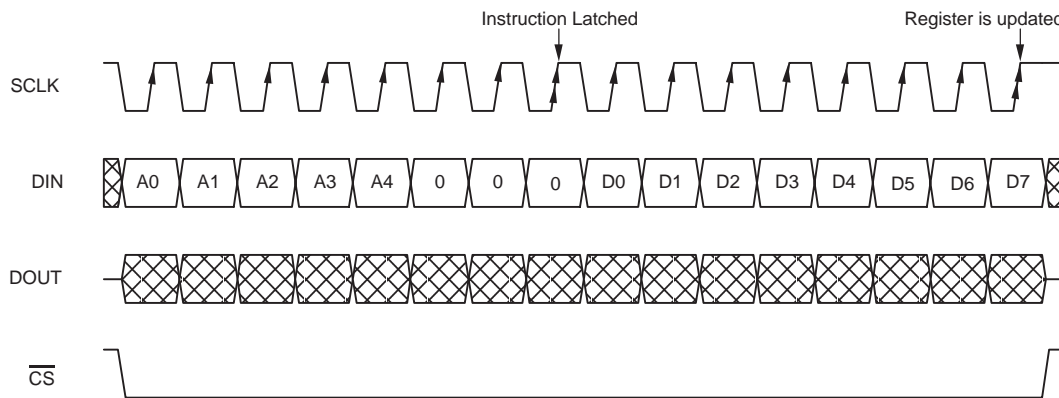 Instruction Latched Register is updated
SCLK
DIN A0 A1 A2 A3 A4 0 0 0 D0 D1 D2 D3 D4 D5 D6 D7
DOUT
CS